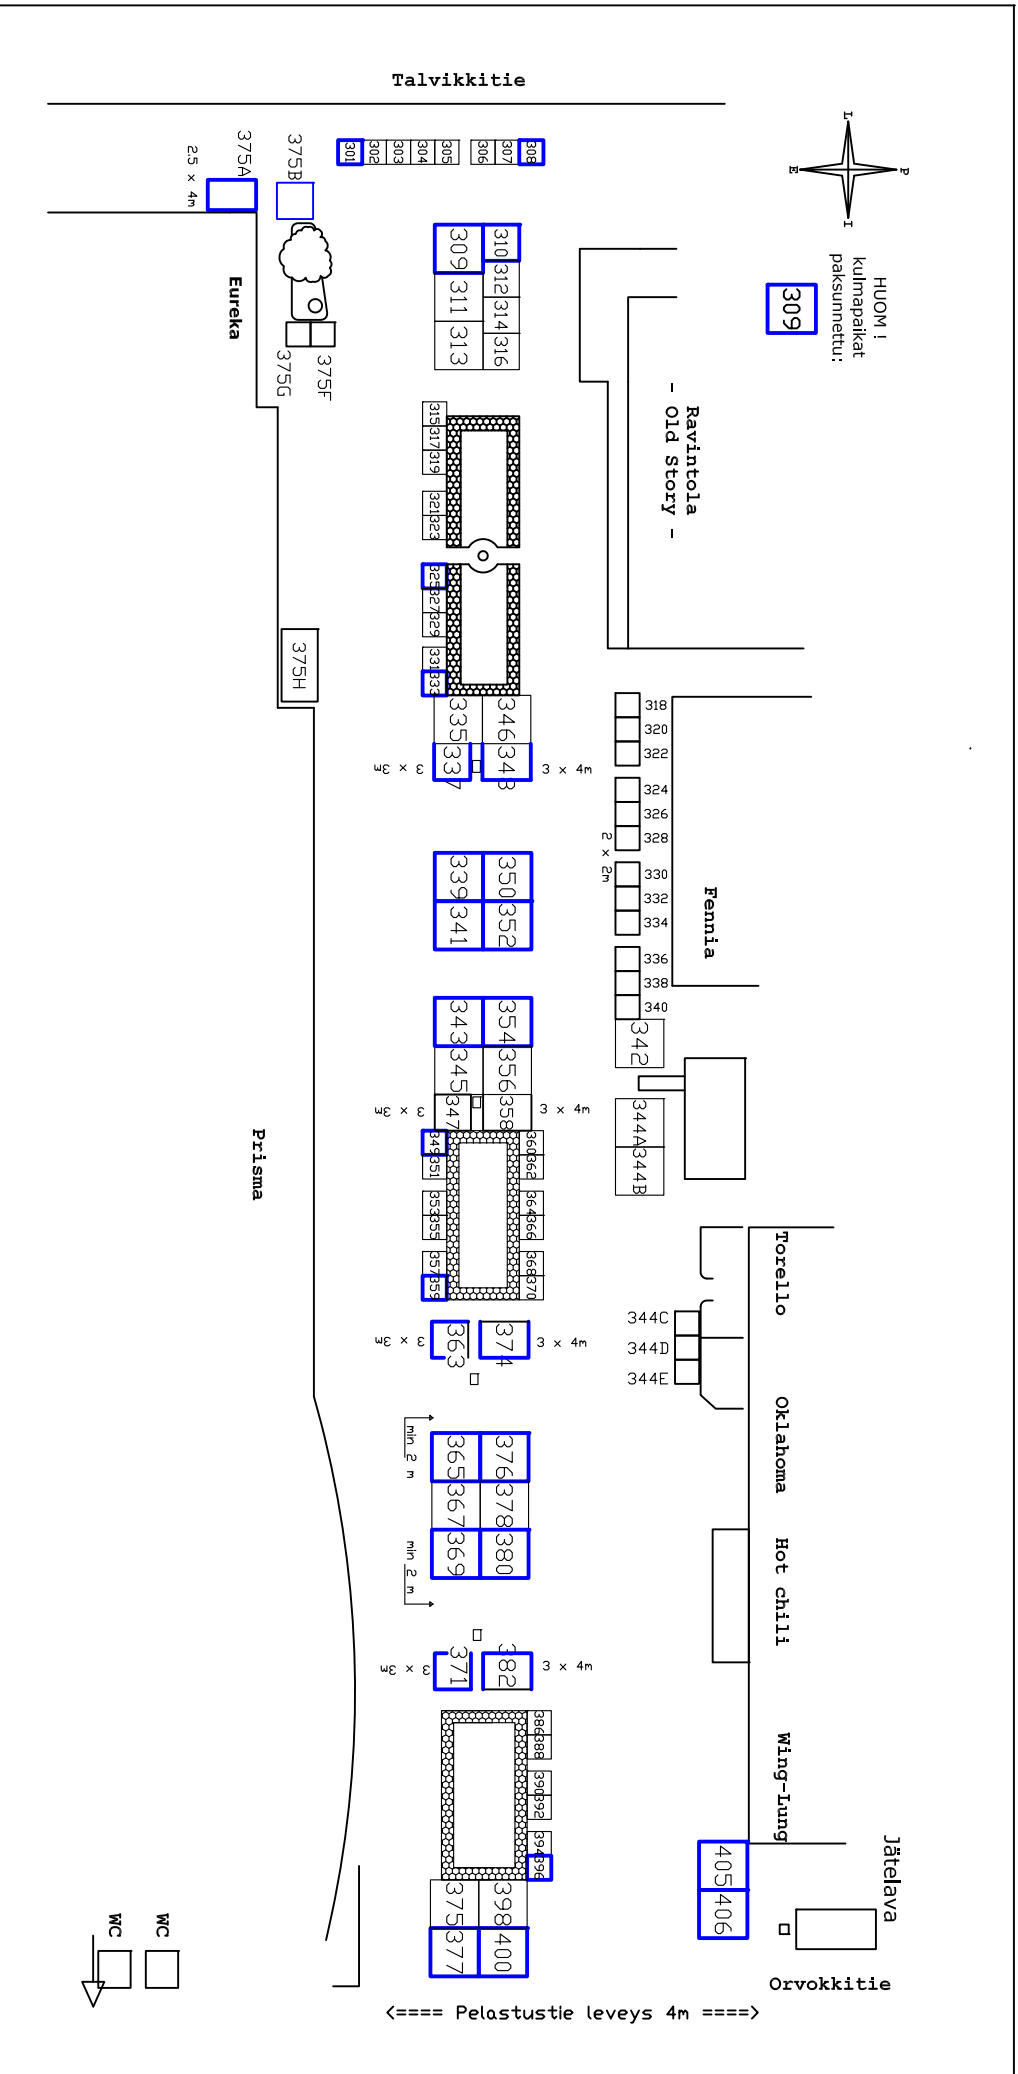 Talvikkitie
L
P
E
I
HUOM !
kulmapaikat
paksunnettu:
309
375A
375B
2.5 × 4m
301
302
303
304
305
306
307
308
309
310
311
312
313
314
316
Eureka
375G
375F
Ravintola
- Old Story -
315
317
319
321
323
325
327
329
331
333
375H
335
346
337
348
3 × 3m
3 × 4m
318
320
322
324
326
328
2 × 2m
330
332
334
336
338
340
342
Fennia
339
350
341
352
343
354
345
356
347
358
3 × 3m
3 × 4m
344A
344B
349
351
353
355
357
359
360
362
364
366
368
370
Prisma
Torello
344C
344D
344E
363
374
3 × 3m
3 × 4m
Oklahoma
min 2 m
365
376
367
378
369
380
min 2 m
Hot chili
371
382
3 × 3m
3 × 4m
386
388
390
392
394
396
Wing-Lung
405
406
Jätelava
375
398
377
400
WC
WC
Orvokkitie
<==== Pelastustie leveys 4m ====>